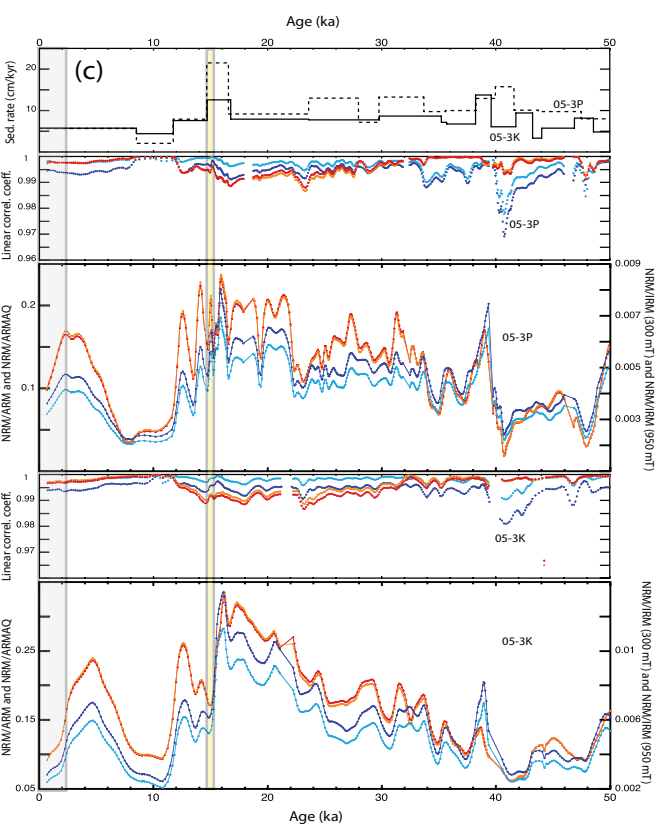 Age (ka)
0 10 20 30 40 50
(c)
Sed. rate (cm/kyr)
20
10
05-3P
05-3K
Linear correl. coeff.
1
0.99
0.98
0.97
0.96
05-3P
NRM/ARM and NRM/ARMAQ
0.2
0.1
05-3P
0.009
0.007
0.005
0.003
NRM/IRM (300 mT) and NRM/IRM (950 mT)
Linear correl. coeff.
1
0.99
0.98
0.97
05-3K
NRM/ARM and NRM/ARMAQ
0.25
0.15
0.05
05-3K
0.01
0.006
0.002
NRM/IRM (300 mT) and NRM/IRM (950 mT)
0 10 20 30 40 50
Age (ka)